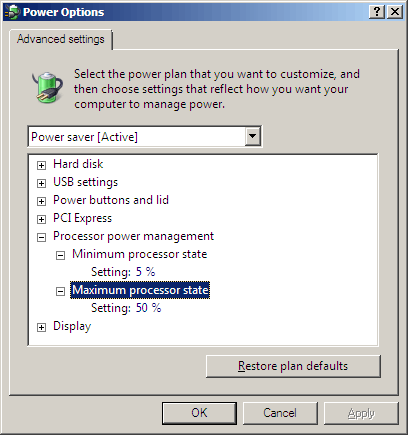 Power Options
Advanced settings
Select the power plan that you want to customize, and
then choose settings that reflect how you want your
computer to manage power.
Power saver [Active]
Hard disk
USB settings
Power buttons and lid
PCI Express
Processor power management
Minimum processor state
Setting: 5 %
Maximum processor state
Setting: 50 %
Display
Restore plan defaults
OK Cancel Apply